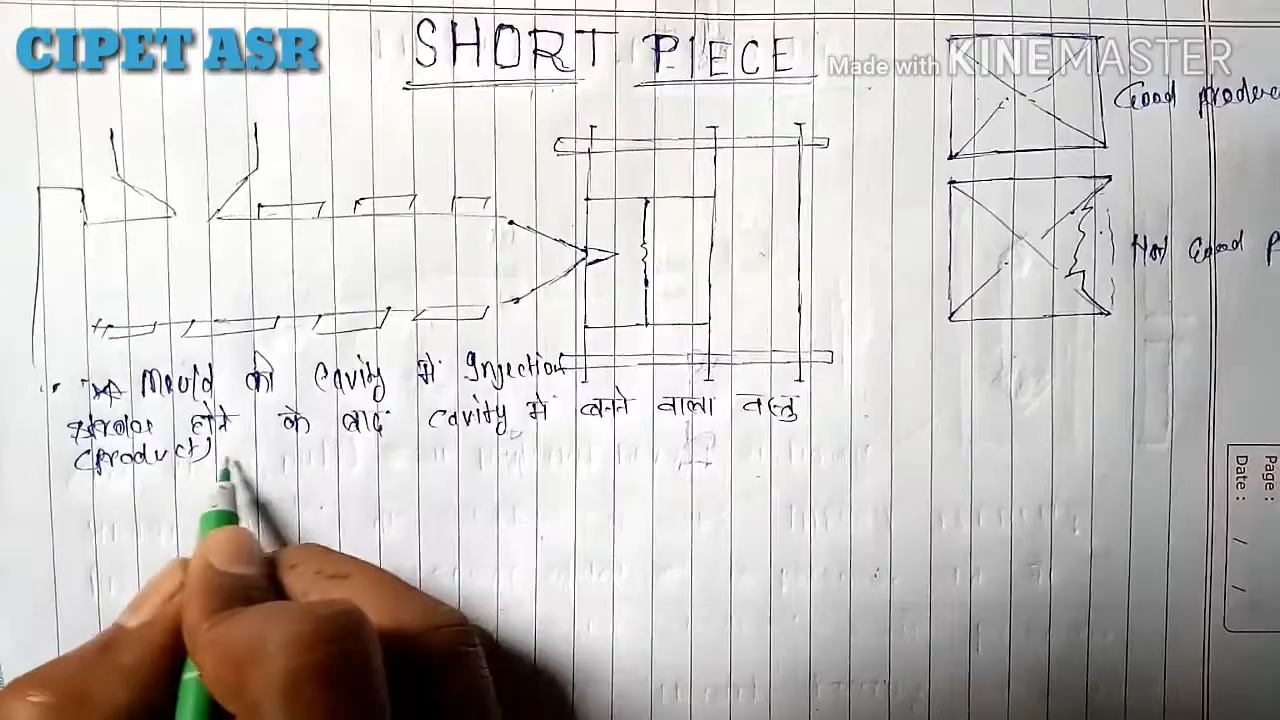 CIPET ASR
SHORT PIECE
Made with KINEMASTER
Good produc
Not Good P
Mould की cavity में Injection
होने के बाद cavity में बनने वाला वस्तु
(product)
Page :
Date : / /